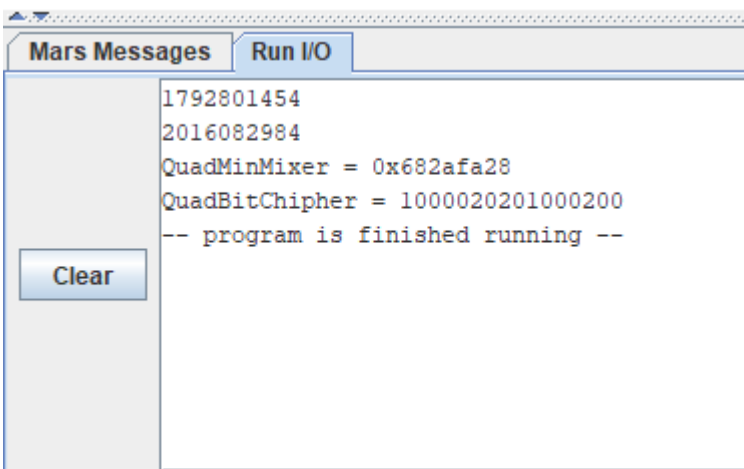 Mars Messages Run I/O
1792801454
2016082984
QuadMinMixer = 0x682afa28
QuadBitChipher = 1000020201000200
-- program is finished running --
Clear